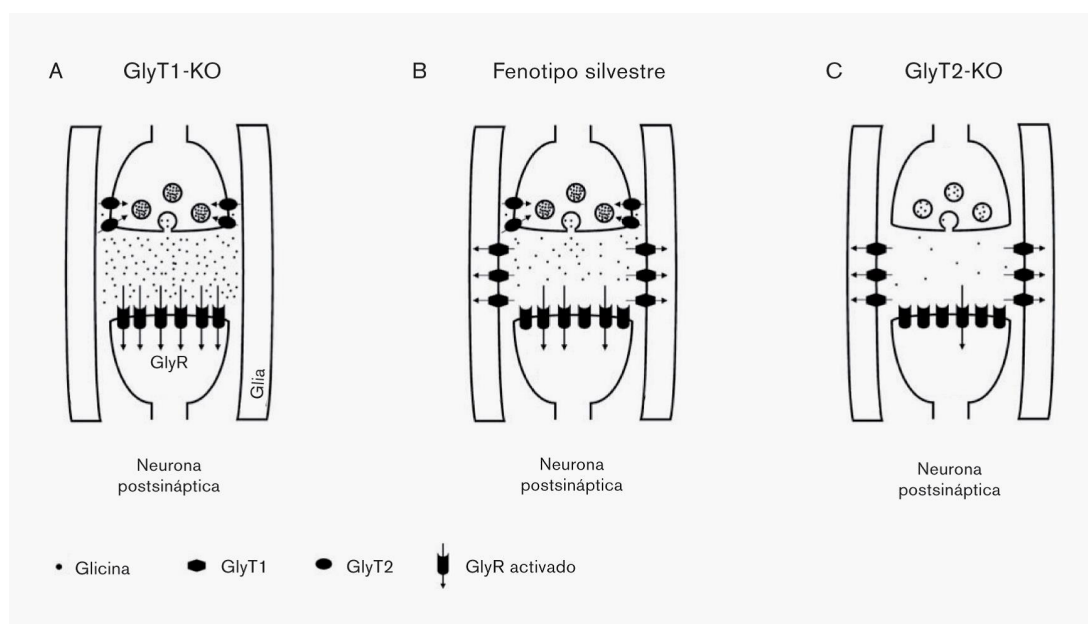 A GlyT1-KO
B Fenotipo silvestre
C GlyT2-KO
GlyR
Glia
Neurona
postsináptica
Neurona
postsináptica
Neurona
postsináptica
Glicina
GlyT1
GlyT2
GlyR activado